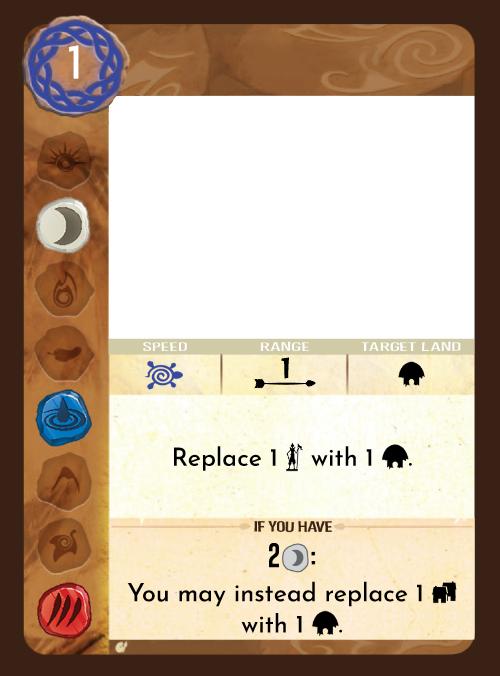 1
SPEED RANGE TARGET LAND
1
Replace 1 with 1 .
IF YOU HAVE
2 :
You may instead replace 1
with 1 .